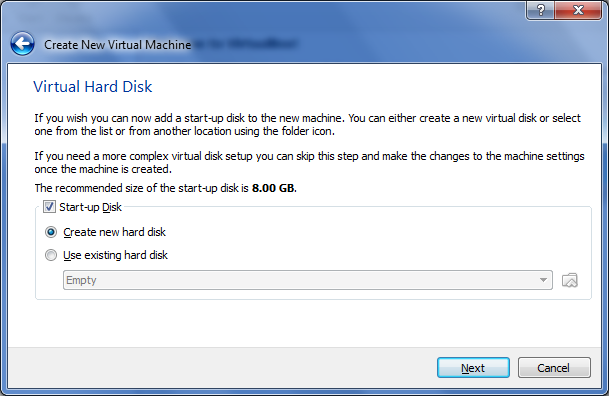 ?
Create New Virtual Machine
Virtual Hard Disk
If you wish you can now add a start-up disk to the new machine. You can either create a new virtual disk or select
one from the list or from another location using the folder icon.
If you need a more complex virtual disk setup you can skip this step and make the changes to the machine settings
once the machine is created.
The recommended size of the start-up disk is 8.00 GB.
Start-up Disk
Create new hard disk
Use existing hard disk
Empty
Next
Cancel